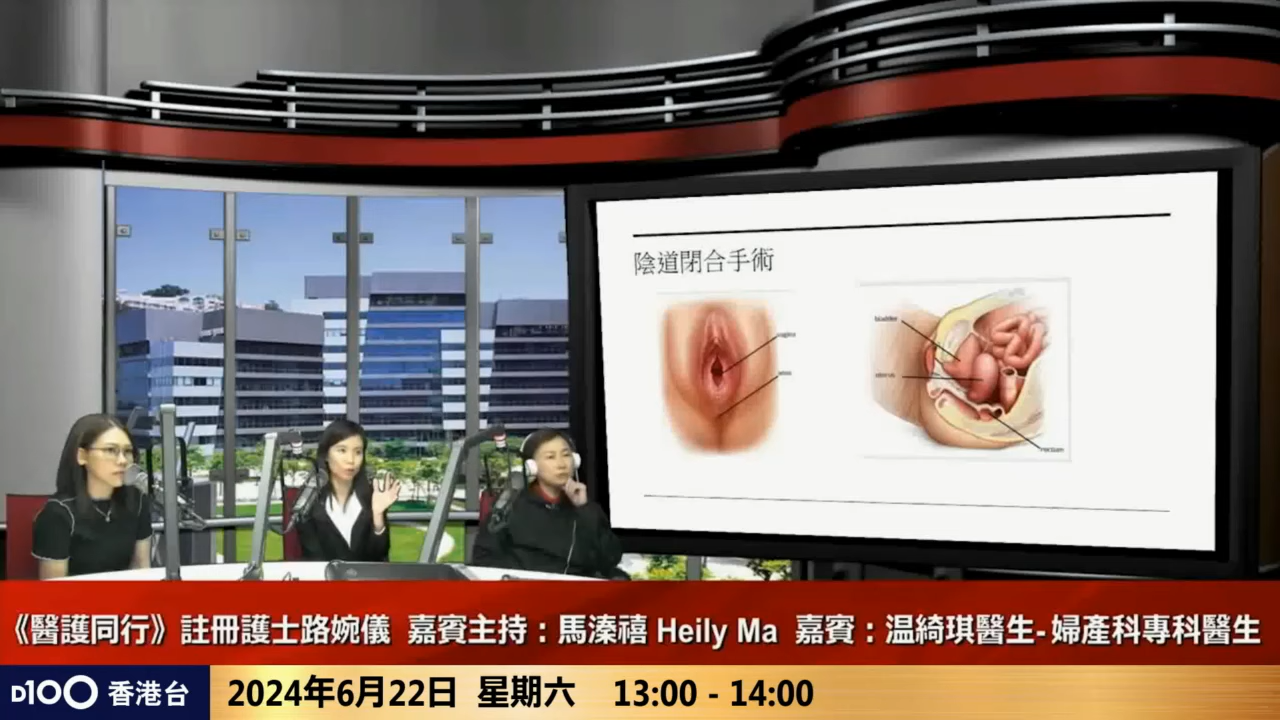 陰道閉合手術
vagina
anus
bladder
uterus
rectum
《醫護同行》註冊護士路婉儀 嘉賓主持：馬溱禧 Heily Ma 嘉賓：温綺琪醫生-婦產科專科醫生
D100 香港台 2024年6月22日 星期六 13:00 - 14:00